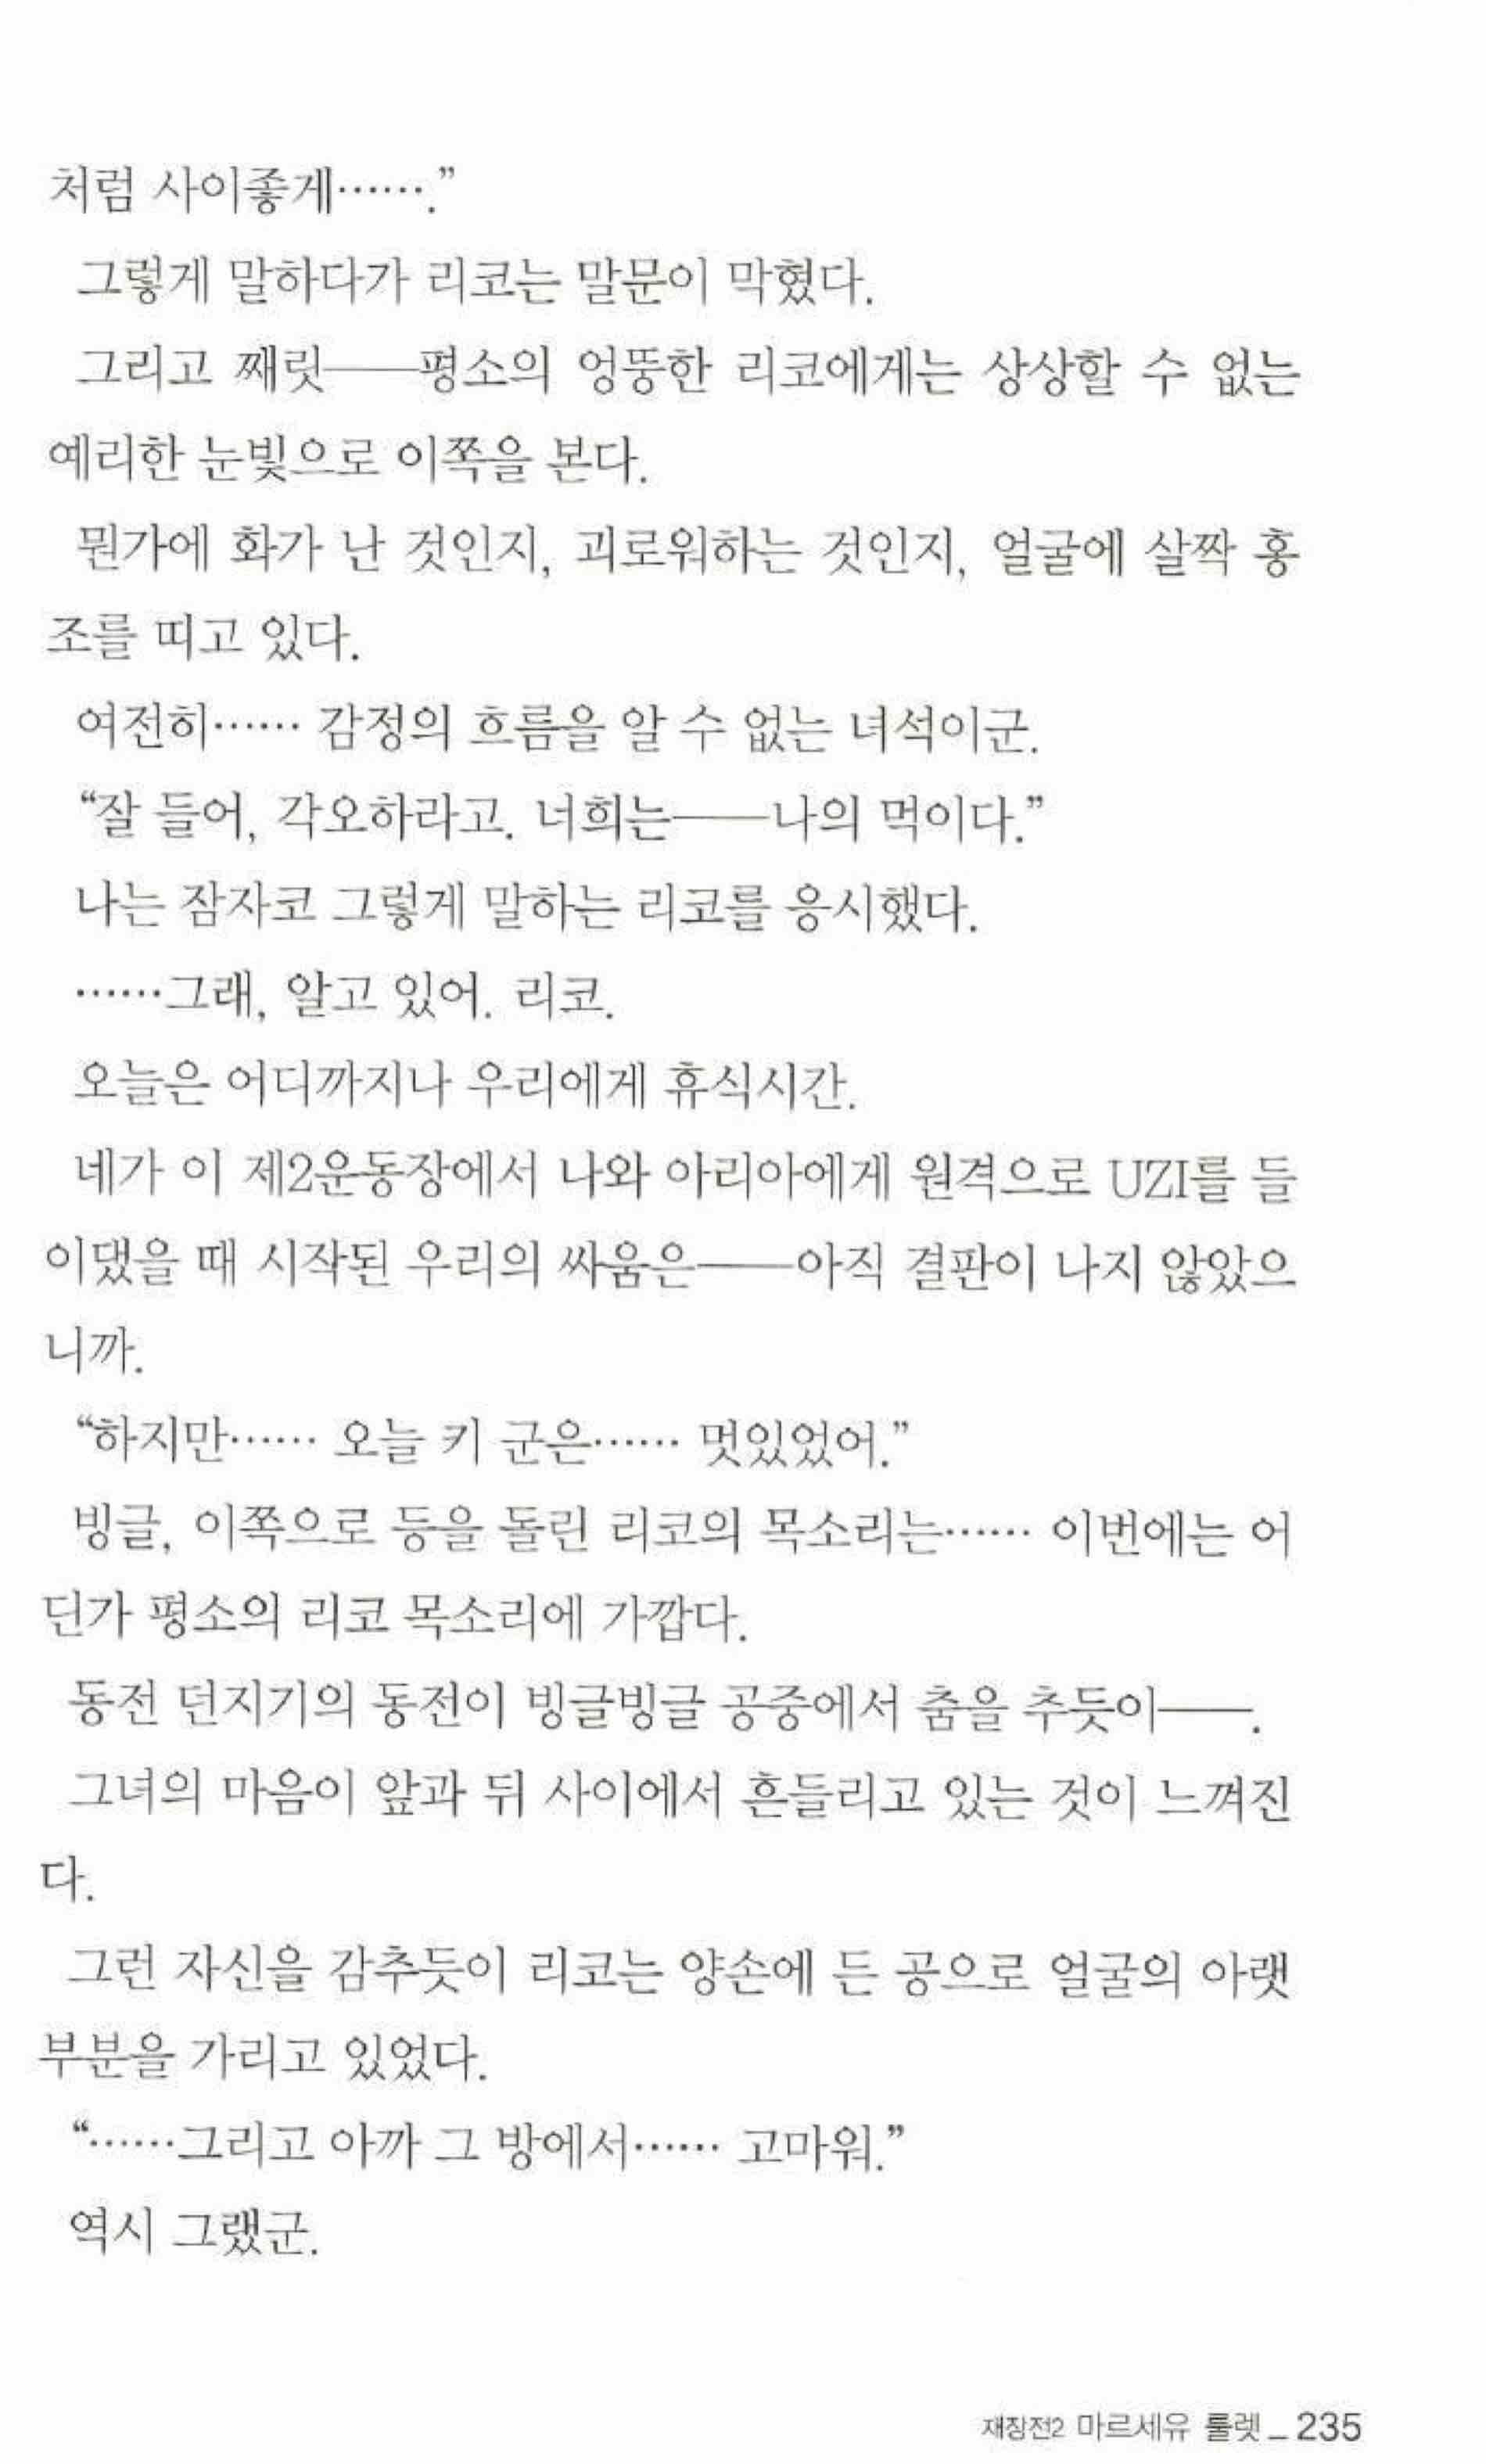 처럼 사이좋게…….”
그렇게 말하다가 리코는 말문이 막혔다.
그리고 째릿──평소의 엉뚱한 리코에게는 상상할 수 없는
예리한 눈빛으로 이쪽을 본다.
뭔가에 화가 난 것인지, 괴로워하는 것인지, 얼굴에 살짝 홍
조를 띠고 있다.
여전히…… 감정의 흐름을 알 수 없는 녀석이군.
“잘 들어, 각오하라고. 너희는──나의 먹이다.”
나는 잠자코 그렇게 말하는 리코를 응시했다.
……그래, 알고 있어. 리코.
오늘은 어디까지나 우리에게 휴식시간.
네가 이 제2운동장에서 나와 아리아에게 원격으로 UZI를 들
이댔을 때 시작된 우리의 싸움은──아직 결판이 나지 않았으
니까.
“하지만…… 오늘 키 군은…… 멋있었어.”
빙글, 이쪽으로 등을 돌린 리코의 목소리는…… 이번에는 어
딘가 평소의 리코 목소리에 가깝다.
동전 던지기의 동전이 빙글빙글 공중에서 춤을 추듯이──.
그녀의 마음이 앞과 뒤 사이에서 흔들리고 있는 것이 느껴진
다.
그런 자신을 감추듯이 리코는 양손에 든 공으로 얼굴의 아랫
부분을 가리고 있었다.
“……그리고 아까 그 방에서…… 고마워.”
역시 그랬군.
재장전2 마르세유 룰렛_235